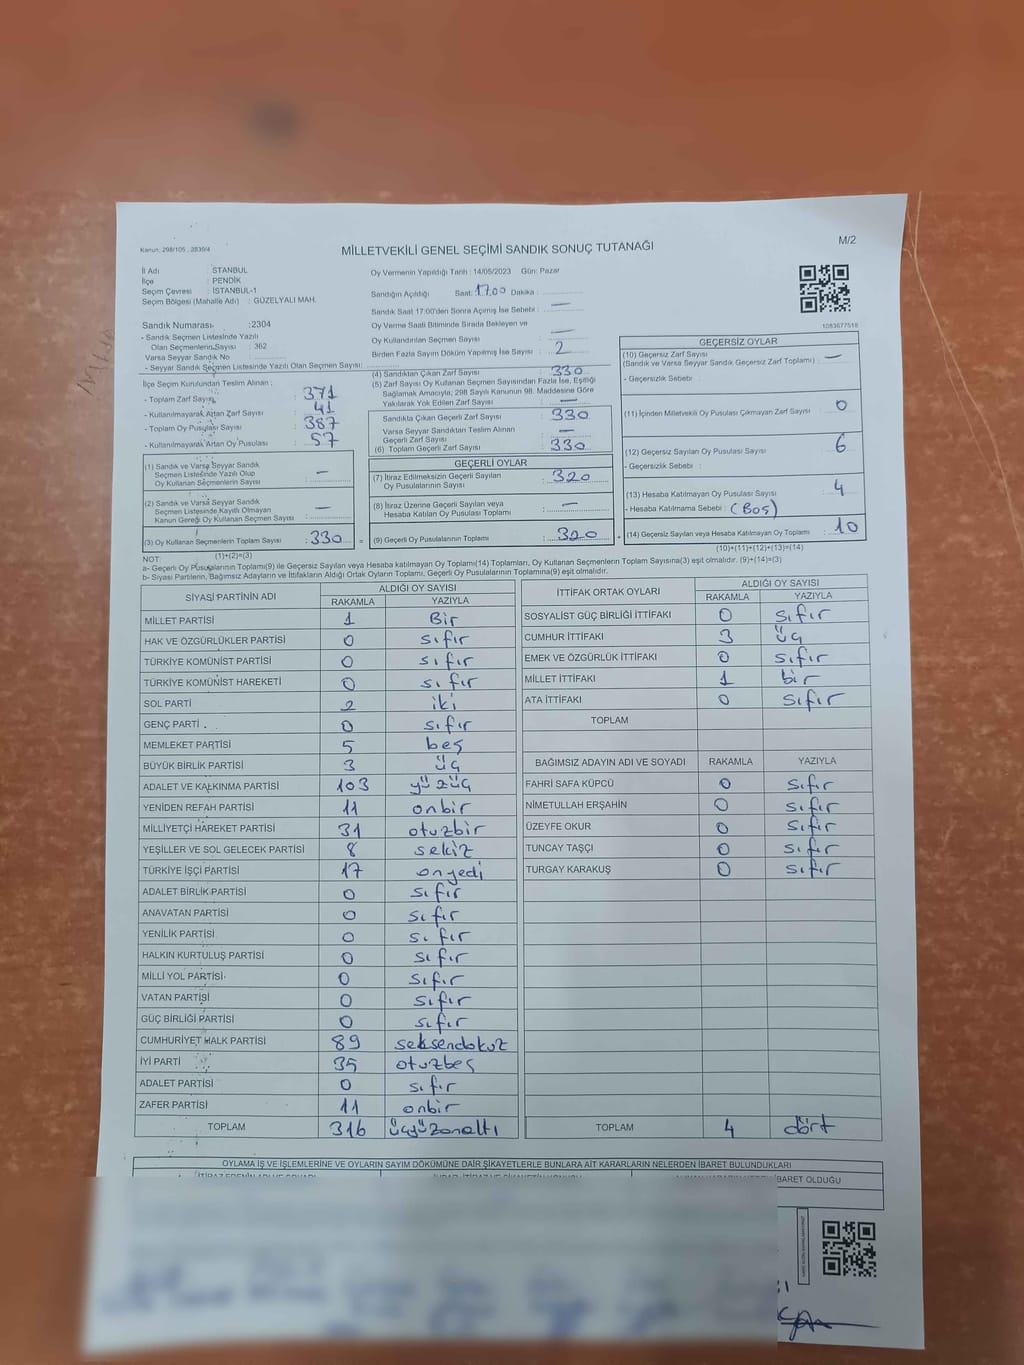 Kanun: 298/105 , 2839/4
MİLLETVEKİLİ GENEL SEÇİMİ SANDIK SONUÇ TUTANAĞI
M/2
İl Adı : İSTANBUL
İlçe : PENDİK
Seçim Çevresi : İSTANBUL-1
Seçim Bölgesi (Mahalle Adı) : GÜZELYALI MAH.
Sandık Numarası :2304
- Sandık Seçmen Listesinde Yazılı
Olan Seçmenlerin Sayısı : 362
Varsa Seyyar Sandık No :
- Seyyar Sandık Seçmen Listesinde Yazılı Olan Seçmen Sayısı:
Oy Vermenin Yapıldığı Tarih : 14/05/2023 Gün: Pazar
Sandığın Açıldığı Saat: 17.00 Dakika :
Sandık Saat 17:00'den Sonra Açımış İse Sebebi : —
Oy Verme Saati Bitiminde Sırada Bekleyen ve
Oy Kullandırılan Seçmen Sayısı : —
Birden Fazla Sayım Döküm Yapılmış İse Sayısı : 2
1083677518
İlçe Seçim Kurulundan Teslim Alınan :
- Toplam Zarf Sayısı : 371
- Kullanılmayarak Artan Zarf Sayısı : 41
- Toplam Oy Pusulası Sayısı : 387
- Kullanılmayarak Artan Oy Pusulası : 57
(4) Sandıktan Çıkan Zarf Sayısı : 330
(5) Zarf Sayısı Oy Kullanan Seçmen Sayısından Fazla İse, Eşitliği
Sağlamak Amacıyla; 298 Sayılı Kanunun 98. Maddesine Göre
Yakılarak Yok Edilen Zarf Sayısı : —
Sandıkta Çıkan Geçerli Zarf Sayısı : 330
Varsa Seyyar Sandıktan Teslim Alınan
Geçerli Zarf Sayısı : —
(6) Toplam Geçerli Zarf Sayısı : 330
GEÇERSİZ OYLAR
(10) Geçersiz Zarf Sayısı
(Sandık ve Varsa Seyyar Sandık Geçersiz Zarf Toplamı) : —
- Geçersizlik Sebebi :
(11) İçinden Milletvekili Oy Pusulası Çıkmayan Zarf Sayısı : 0
(12) Geçersiz Sayılan Oy Pusulası Sayısı : 6
- Geçersizlik Sebebi :
(13) Hesaba Katılmayan Oy Pusulası Sayısı : 4
- Hesaba Katılmama Sebebi : (Boş)
(14) Geçersiz Sayılan veya Hesaba Katılmayan Oy Toplamı : 10
(10)+(11)+(12)+(13)=(14)
(1) Sandık ve Varsa Seyyar Sandık
Seçmen Listesinde Yazılı Olup
Oy Kullanan Seçmenlerin Sayısı : —
(2) Sandık ve Varsa Seyyar Sandık
Seçmen Listesinde Kayıtlı Olmayan
Kanun Gereği Oy Kullanan Seçmen Sayısı : —
(3) Oy Kullanan Seçmenlerin Toplam Sayısı : 330
(1)+(2)=(3)
GEÇERLİ OYLAR
(7) İtiraz Edilmeksizin Geçerli Sayılan
Oy Pusulalarının Sayısı : 320
(8) İtiraz Üzerine Geçerli Sayılan veya
Hesaba Katılan Oy Pusulası Toplamı : —
(9) Geçerli Oy Pusulalarının Toplamı : 320
NOT:
a- Geçerli Oy Pusulalarının Toplamı(9) ile Geçersiz Sayılan veya Hesaba katılmayan Oy Toplamı(14) Toplamları, Oy Kullanan Seçmenlerin Toplam Sayısına(3) eşit olmalıdır. (9)+(14)=(3)
b- Siyasi Partilerin, Bağımsız Adayların ve İttifakların Aldığı Oy Sayıları Toplamı, Geçerli Oy Pusulalarının Toplamına(9) eşit olmalıdır.
SİYASİ PARTİNİN ADI ALDIĞI OY SAYISI
RAKAMLA YAZIYLA
MİLLET PARTİSİ 1 Bir
HAK VE ÖZGÜRLÜKLER PARTİSİ 0 sıfır
TÜRKİYE KOMÜNİST PARTİSİ 0 sıfır
TÜRKİYE KOMÜNİST HAREKETİ 0 sıfır
SOL PARTİ 2 iki
GENÇ PARTİ 0 sıfır
MEMLEKET PARTİSİ 5 beş
BÜYÜK BİRLİK PARTİSİ 3 üç
ADALET VE KALKINMA PARTİSİ 103 yüzüç
YENİDEN REFAH PARTİSİ 11 onbir
MİLLİYETÇİ HAREKET PARTİSİ 31 otuzbir
YEŞİLLER VE SOL GELECEK PARTİSİ 8 sekiz
TÜRKİYE İŞÇİ PARTİSİ 17 onyedi
ADALET BİRLİK PARTİSİ 0 sıfır
ANAVATAN PARTİSİ 0 sıfır
YENİLİK PARTİSİ 0 sıfır
HALKIN KURTULUŞ PARTİSİ 0 sıfır
MİLLİ YOL PARTİSİ 0 sıfır
VATAN PARTİSİ 0 sıfır
GÜÇ BİRLİĞİ PARTİSİ 0 sıfır
CUMHURİYET HALK PARTİSİ 89 seksendokuz
İYİ PARTİ 35 otuzbeş
ADALET PARTİSİ 0 sıfır
ZAFER PARTİSİ 11 onbir
TOPLAM 316 üçyüzonaltı
İTTİFAK ORTAK OYLARI ALDIĞI OY SAYISI
RAKAMLA YAZIYLA
SOSYALİST GÜÇ BİRLİĞİ İTTİFAKI 0 sıfır
CUMHUR İTTİFAKI 3 üç
EMEK VE ÖZGÜRLÜK İTTİFAKI 0 sıfır
MİLLET İTTİFAKI 1 bir
ATA İTTİFAKI 0 sıfır
TOPLAM
BAĞIMSIZ ADAYIN ADI VE SOYADI RAKAMLA YAZIYLA
FAHRİ SAFA KÜPCÜ 0 sıfır
NİMETULLAH ERŞAHİN 0 sıfır
ÜZEYFE OKUR 0 sıfır
TUNCAY TAŞÇI 0 sıfır
TURGAY KARAKUŞ 0 sıfır
TOPLAM 4 dört
OYLAMA İŞ VE İŞLEMLERİNE VE OYLARIN SAYIM DÖKÜMÜNE DAİR ŞİKAYETLERLE BUNLARA AİT KARARLARIN NELERDEN İBARET BULUNDUKLARI
İBARET OLDUĞU